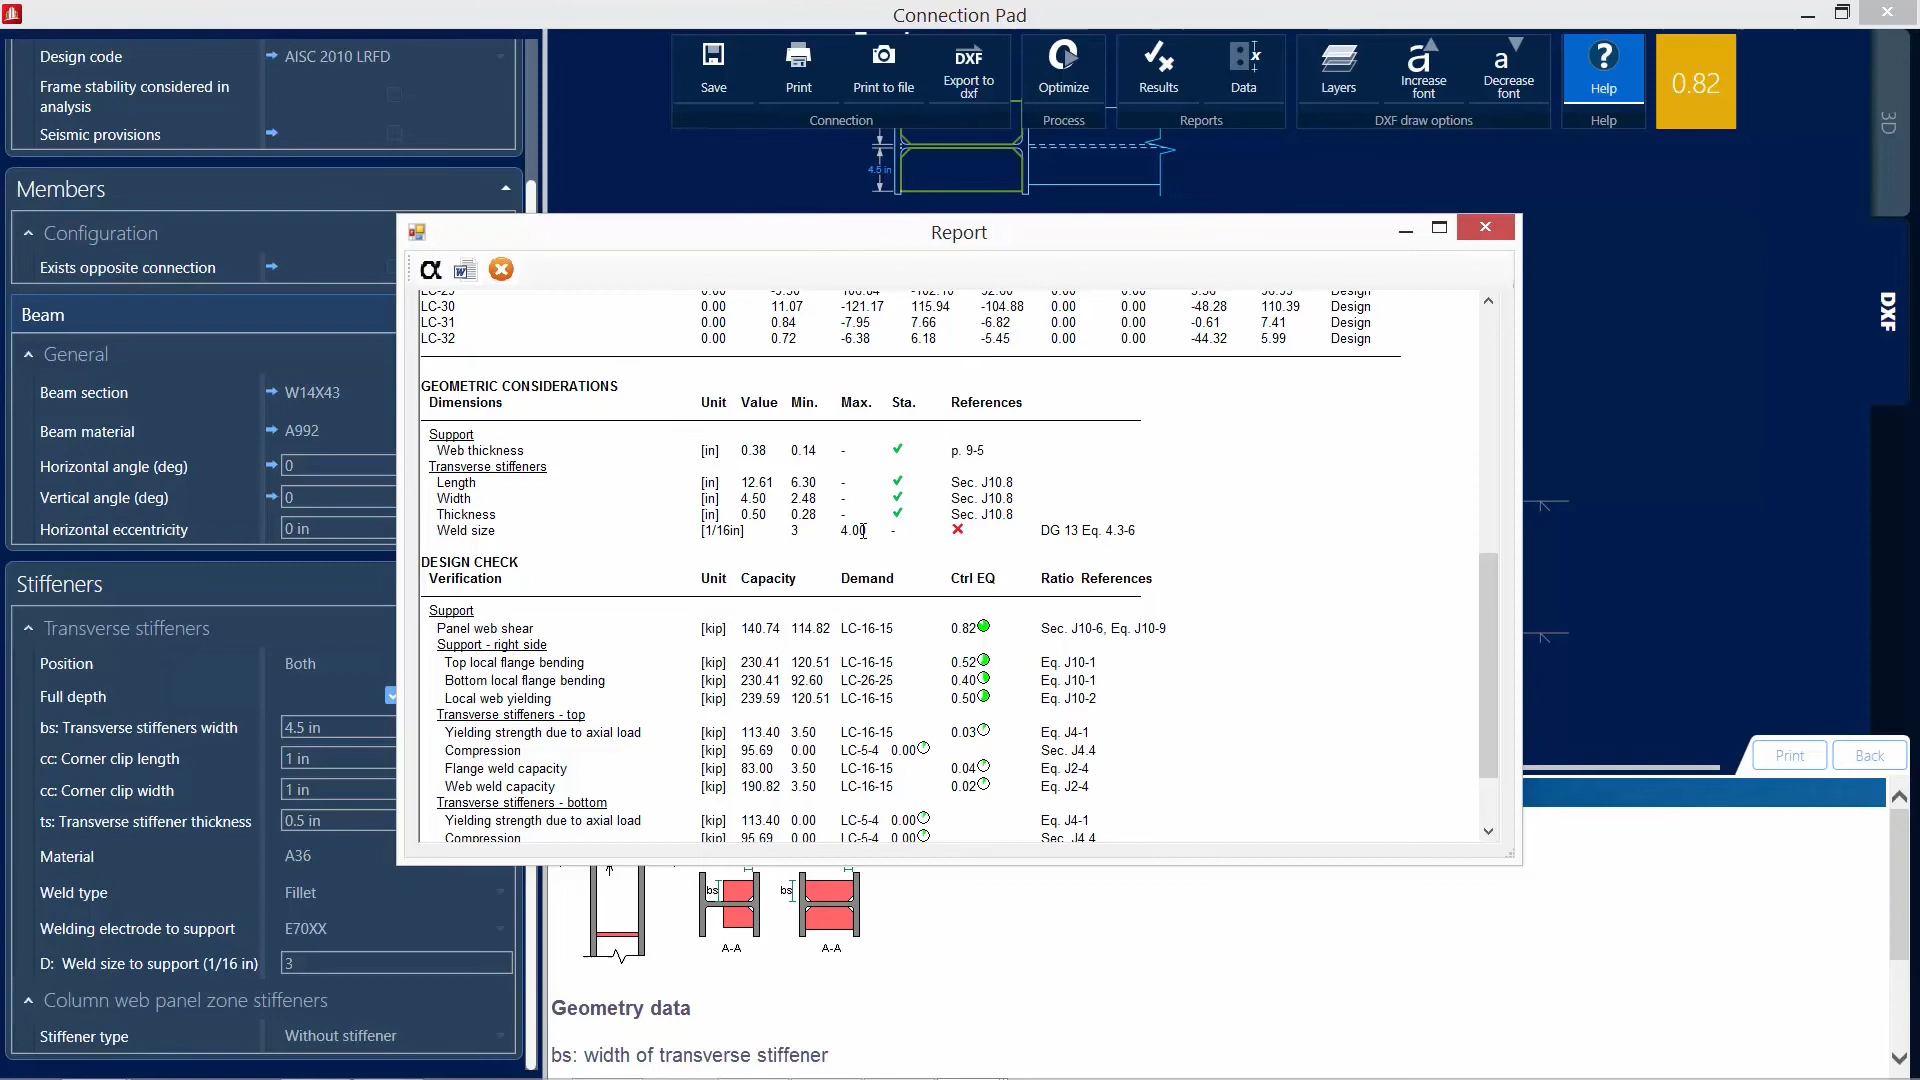 Connection Pad
Design code AISC 2010 LRFD
Frame stability considered in
analysis
Seismic provisions
Members
Configuration
Exists opposite connection
Beam
General
Beam section W14X43
Beam material A992
Horizontal angle (deg) 0
Vertical angle (deg) 0
Horizontal eccentricity 0 in
Stiffeners
Transverse stiffeners
Position Both
Full depth
bs: Transverse stiffeners width 4.5 in
cc: Corner clip length 1 in
cc: Corner clip width 1 in
ts: Transverse stiffener thickness 0.5 in
Material A36
Weld type Fillet
Welding electrode to support E70XX
D: Weld size to support (1/16 in) 3
Column web panel zone stiffeners
Stiffener type Without stiffener
Save Print Print to file DXF Export to dxf
Connection
Optimize
Process
Results Data
Reports
Layers Increase font Decrease font
DXF draw options
Help
Help
0.82
3D
DXF
4.5 in
Report
LC-30 0.00 11.07 -121.17 115.94 -104.88 0.00 0.00 -48.28 110.39 Design
LC-31 0.00 0.84 -7.95 7.66 -6.82 0.00 0.00 -0.61 7.41 Design
LC-32 0.00 0.72 -6.38 6.18 -5.45 0.00 0.00 -44.32 5.99 Design
GEOMETRIC CONSIDERATIONS
Dimensions Unit Value Min. Max. Sta. References
Support
Web thickness [in] 0.38 0.14 - p. 9-5
Transverse stiffeners
Length [in] 12.61 6.30 - Sec. J10.8
Width [in] 4.50 2.48 - Sec. J10.8
Thickness [in] 0.50 0.28 - Sec. J10.8
Weld size [1/16in] 3 4.00 - DG 13 Eq. 4.3-6
DESIGN CHECK
Verification Unit Capacity Demand Ctrl EQ Ratio References
Support
Panel web shear [kip] 140.74 114.82 LC-16-15 0.82 Sec. J10-6, Eq. J10-9
Support - right side
Top local flange bending [kip] 230.41 120.51 LC-16-15 0.52 Eq. J10-1
Bottom local flange bending [kip] 230.41 92.60 LC-26-25 0.40 Eq. J10-1
Local web yielding [kip] 239.59 120.51 LC-16-15 0.50 Eq. J10-2
Transverse stiffeners - top
Yielding strength due to axial load [kip] 113.40 3.50 LC-16-15 0.03 Eq. J4-1
Compression [kip] 95.69 0.00 LC-5-4 0.00 Sec. J4.4
Flange weld capacity [kip] 83.00 3.50 LC-16-15 0.04 Eq. J2-4
Web weld capacity [kip] 190.82 3.50 LC-16-15 0.02 Eq. J2-4
Transverse stiffeners - bottom
Yielding strength due to axial load [kip] 113.40 0.00 LC-5-4 0.00 Eq. J4-1
Compression [kip] 95.69 0.00 LC-5-4 0.00 Sec. J4.4
Print Back
bs bs
A-A A-A
Geometry data
bs: width of transverse stiffener